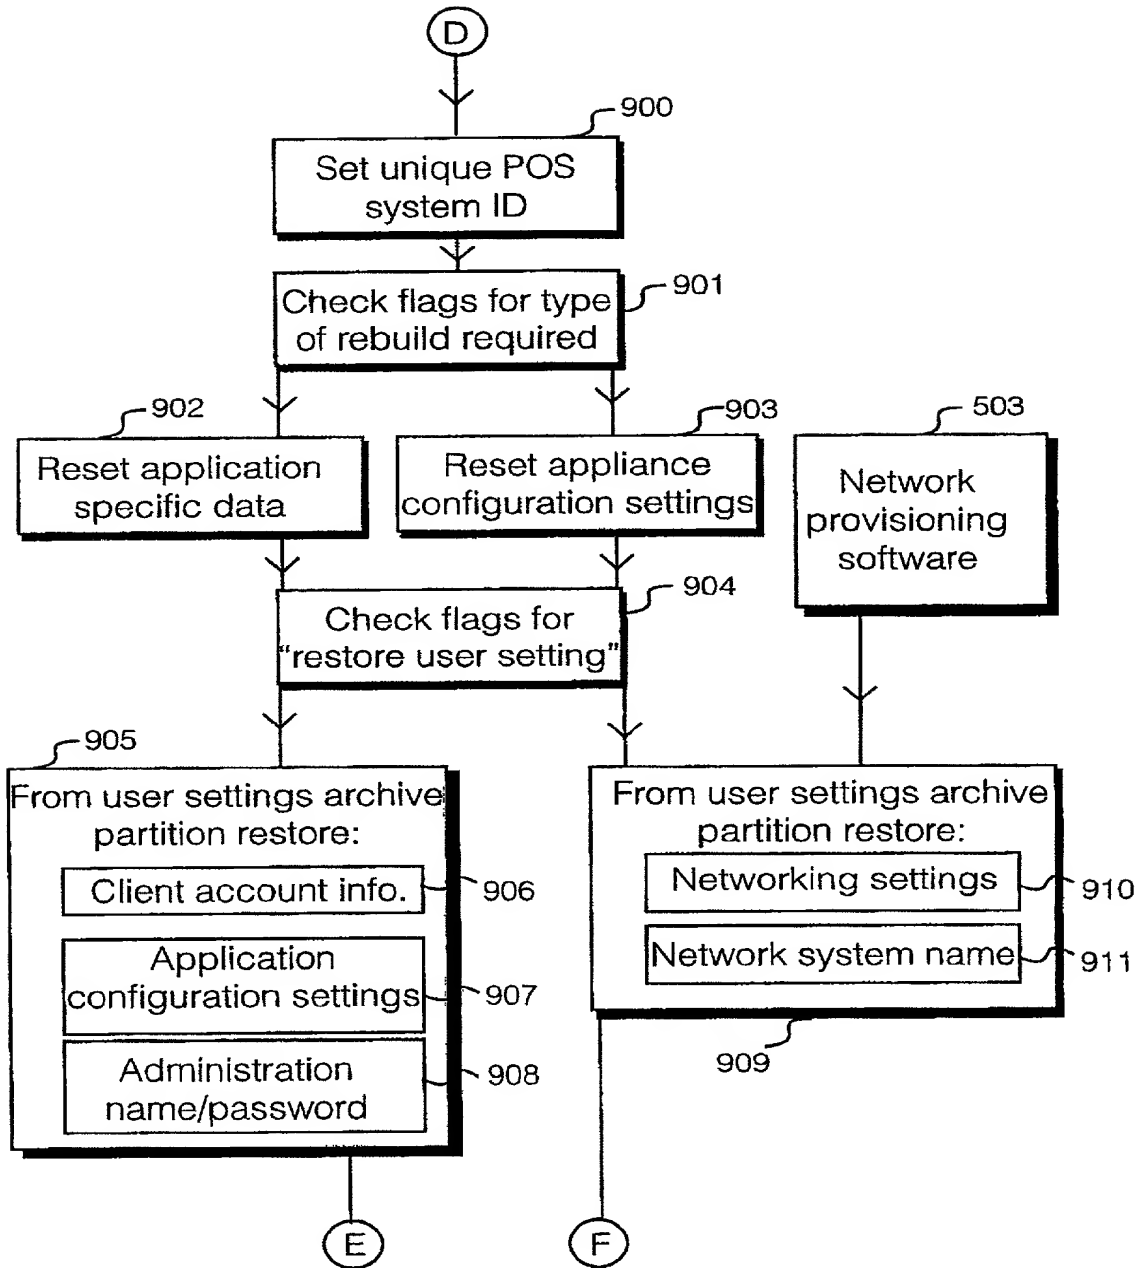 D
900
Set unique POS
system ID
901
Check flags for type
of rebuild required
902
903
503
Reset application
specific data
Reset appliance
configuration settings
Network
provisioning
software
904
Check flags for
“restore user setting”
905
From user settings archive
partition restore:
Client account info.
906
Application
configuration settings
907
Administration
name/password
908
From user settings archive
partition restore:
Networking settings
910
Network system name
911
909
E
F